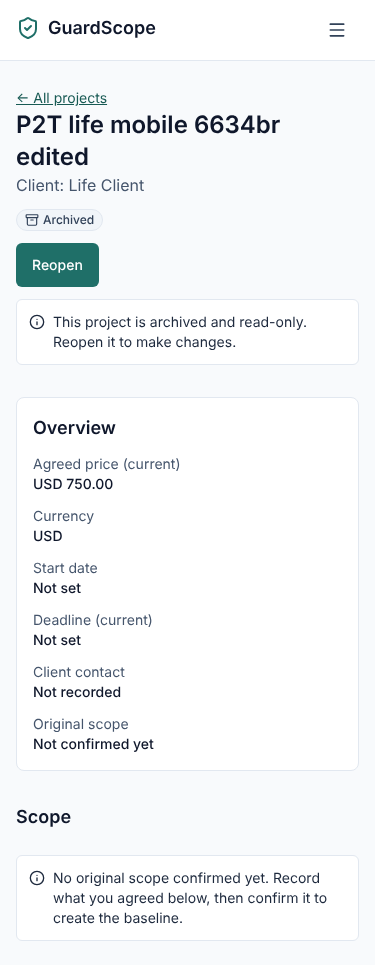 GuardScope
← All projects
P2T life mobile 6634br
edited
Client: Life Client
Archived
Reopen
This project is archived and read-only.
Reopen it to make changes.
Overview
Agreed price (current)
USD 750.00
Currency
USD
Start date
Not set
Deadline (current)
Not set
Client contact
Not recorded
Original scope
Not confirmed yet
Scope
No original scope confirmed yet. Record
what you agreed below, then confirm it to
create the baseline.